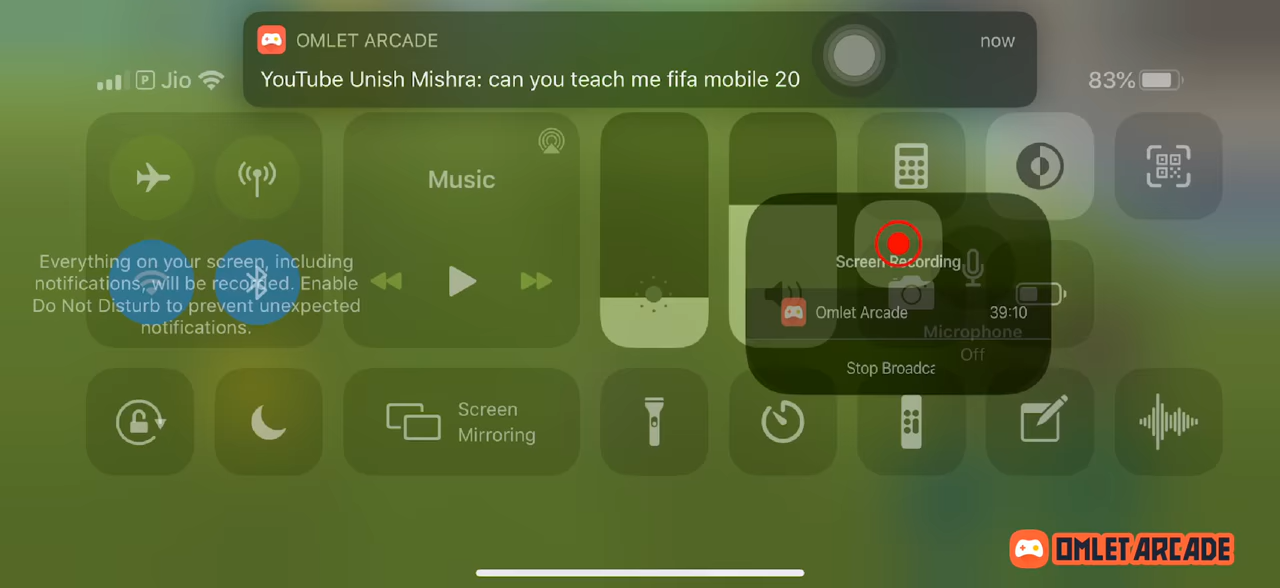 OMLET ARCADE
now
YouTube Unish Mishra: can you teach me fifa mobile 20
P Jio
83%
Music
Everything on your screen, including
notifications, will be recorded. Enable
Do Not Disturb to prevent unexpected
notifications.
Screen Recording
Omlet Arcade 39:10
Microphone
Off
Stop Broadca
Screen
Mirroring
OMLET ARCADE